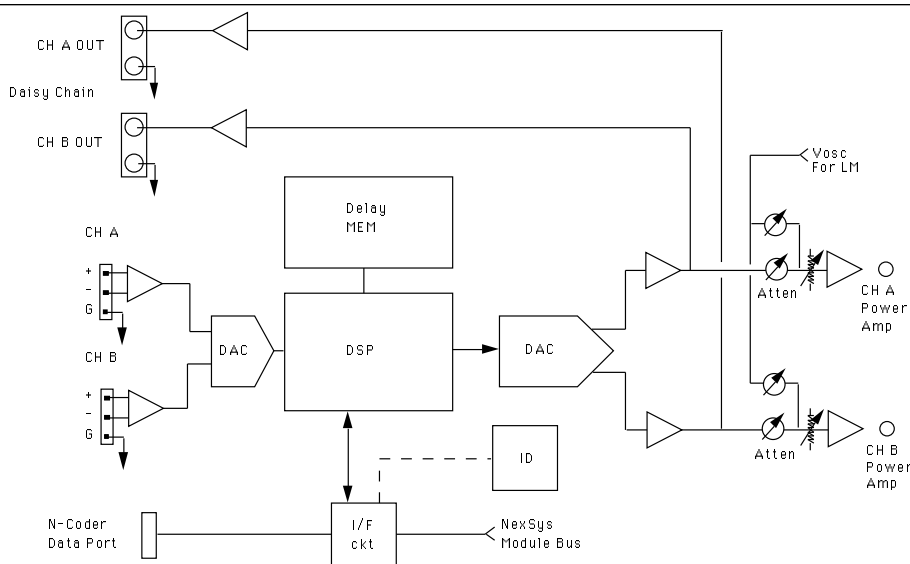 CH A OUT
Daisy Chain
CH B OUT
Vosc
For LM
Delay
MEM
CH A
+
-
G
DAC
DSP
DAC
Atten
CH A
Power
Amp
CH B
+
-
G
Atten
CH B
Power
Amp
ID
N-Coder
Data Port
I/F
ckt
NexSys
Module Bus